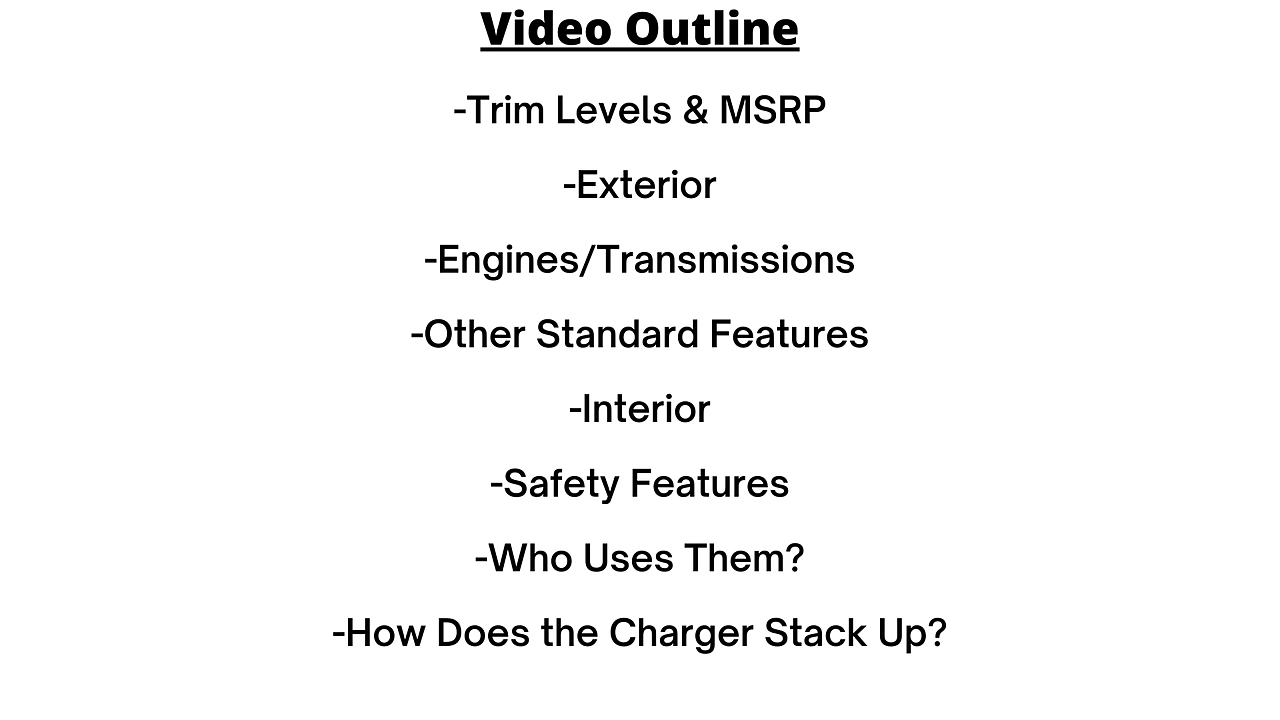 Video Outline
-Trim Levels & MSRP
-Exterior
-Engines/Transmissions
-Other Standard Features
-Interior
-Safety Features
-Who Uses Them?
-How Does the Charger Stack Up?